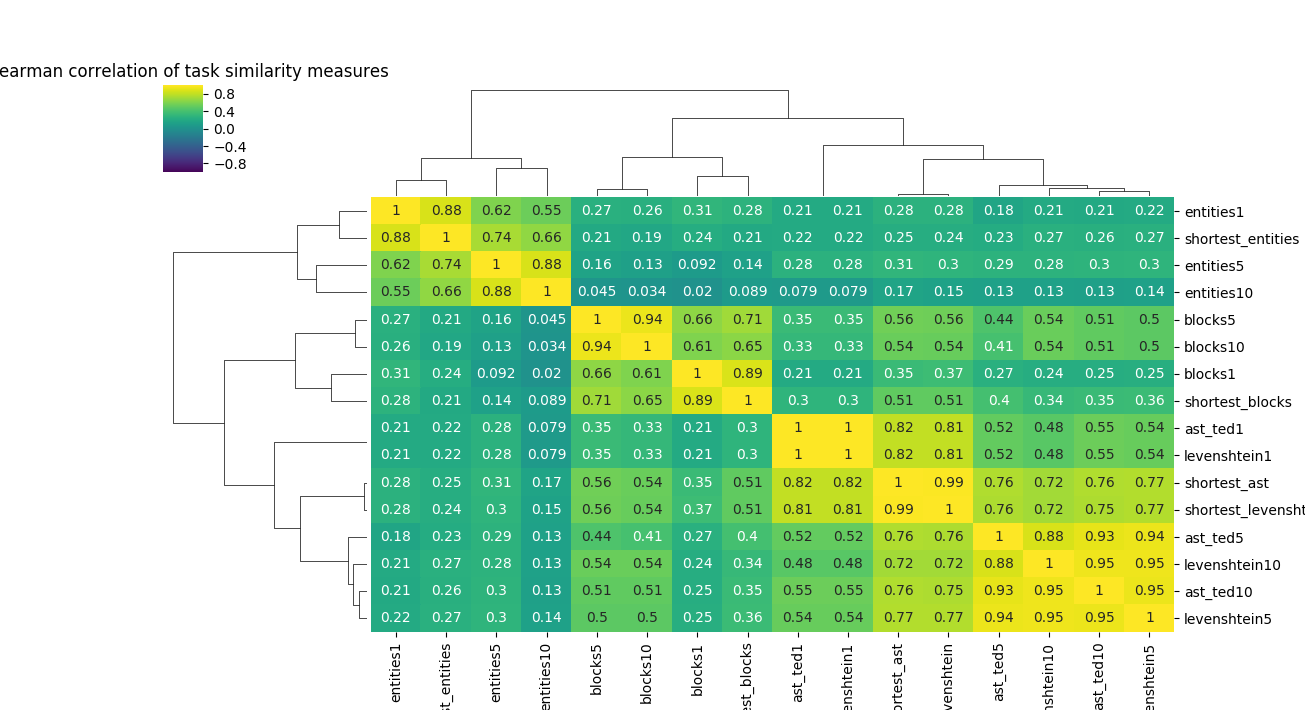 earman correlation of task similarity measures
0.8
0.4
0.0
−0.4
−0.8
1 0.88 0.62 0.55 0.27 0.26 0.31 0.28 0.21 0.21 0.28 0.28 0.18 0.21 0.21 0.22 entities1
0.88 1 0.74 0.66 0.21 0.19 0.24 0.21 0.22 0.22 0.25 0.24 0.23 0.27 0.26 0.27 shortest_entities
0.62 0.74 1 0.88 0.16 0.13 0.092 0.14 0.28 0.28 0.31 0.3 0.29 0.28 0.3 0.3 entities5
0.55 0.66 0.88 1 0.045 0.034 0.02 0.089 0.079 0.079 0.17 0.15 0.13 0.13 0.13 0.14 entities10
0.27 0.21 0.16 0.045 1 0.94 0.66 0.71 0.35 0.35 0.56 0.56 0.44 0.54 0.51 0.5 blocks5
0.26 0.19 0.13 0.034 0.94 1 0.61 0.65 0.33 0.33 0.54 0.54 0.41 0.54 0.51 0.5 blocks10
0.31 0.24 0.092 0.02 0.66 0.61 1 0.89 0.21 0.21 0.35 0.37 0.27 0.24 0.25 0.25 blocks1
0.28 0.21 0.14 0.089 0.71 0.65 0.89 1 0.3 0.3 0.51 0.51 0.4 0.34 0.35 0.36 shortest_blocks
0.21 0.22 0.28 0.079 0.35 0.33 0.21 0.3 1 1 0.82 0.81 0.52 0.48 0.55 0.54 ast_ted1
0.21 0.22 0.28 0.079 0.35 0.33 0.21 0.3 1 1 0.82 0.81 0.52 0.48 0.55 0.54 levenshtein1
0.28 0.25 0.31 0.17 0.56 0.54 0.35 0.51 0.82 0.82 1 0.99 0.76 0.72 0.76 0.77 shortest_ast
0.28 0.24 0.3 0.15 0.56 0.54 0.37 0.51 0.81 0.81 0.99 1 0.76 0.72 0.75 0.77 shortest_levensht
0.18 0.23 0.29 0.13 0.44 0.41 0.27 0.4 0.52 0.52 0.76 0.76 1 0.88 0.93 0.94 ast_ted5
0.21 0.27 0.28 0.13 0.54 0.54 0.24 0.34 0.48 0.48 0.72 0.72 0.88 1 0.95 0.95 levenshtein10
0.21 0.26 0.3 0.13 0.51 0.51 0.25 0.35 0.55 0.55 0.76 0.75 0.93 0.95 1 0.95 ast_ted10
0.22 0.27 0.3 0.14 0.5 0.5 0.25 0.36 0.54 0.54 0.77 0.77 0.94 0.95 0.95 1 levenshtein5
entities1
st_entities
entities5
entities10
blocks5
blocks10
blocks1
est_blocks
ast_ted1
enshtein1
ortest_ast
venshtein
ast_ted5
nshtein10
ast_ted10
enshtein5